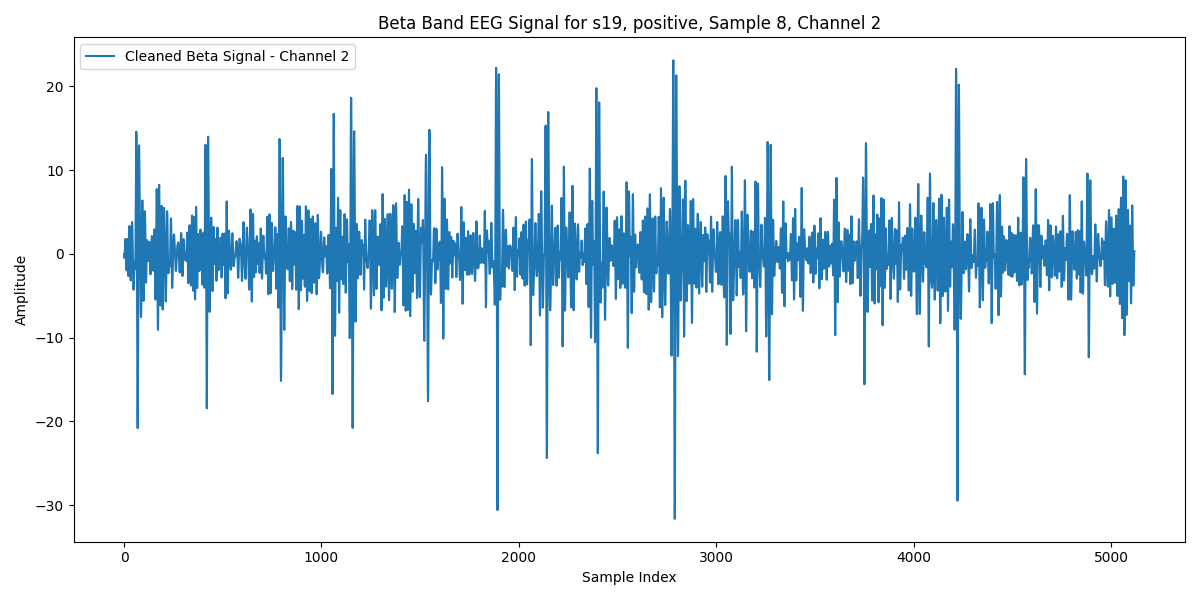 Beta Band EEG Signal for s19, positive, Sample 8, Channel 2
Cleaned Beta Signal - Channel 2
Amplitude
20
10
0
−10
−20
−30
0 1000 2000 3000 4000 5000
Sample Index